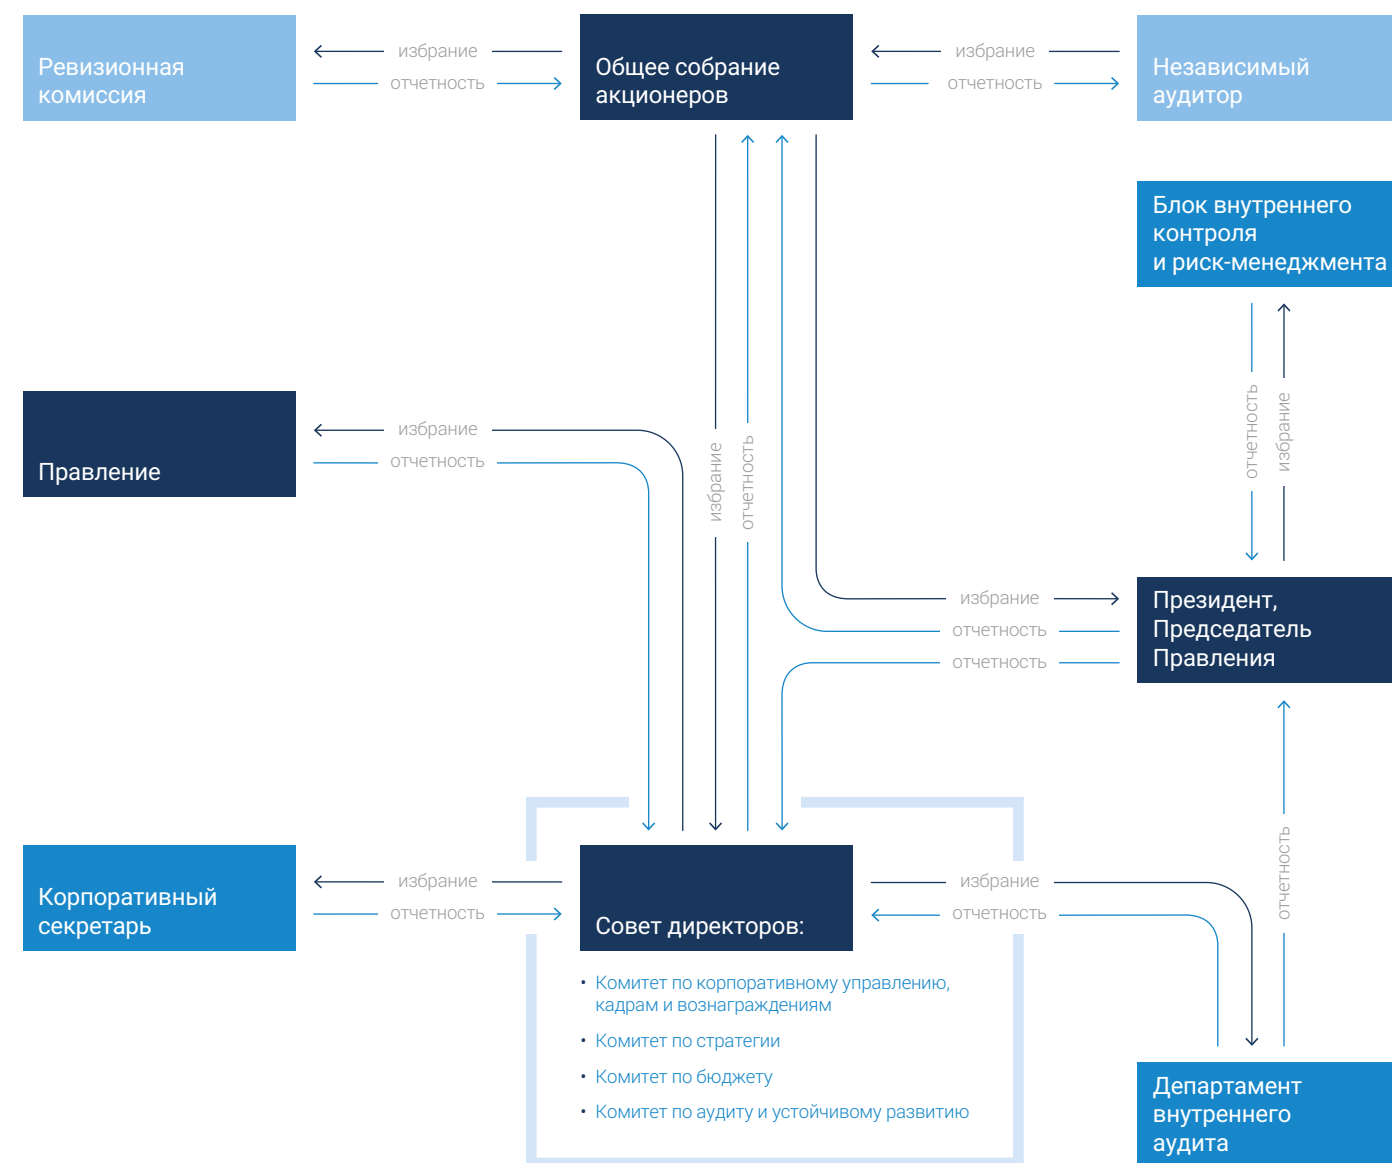 Ревизионная
комиссия
избрание
отчетность
Общее собрание
акционеров
избрание
отчетность
Независимый
аудитор
Блок внутреннего
контроля
и риск-менеджмента
отчетность
избрание
Правление
избрание
отчетность
избрание
отчетность
избрание
отчетность
отчетность
Президент,
Председатель
Правления
отчетность
Корпоративный
секретарь
избрание
отчетность
Совет директоров:
избрание
отчетность
• Комитет по корпоративному управлению,
кадрам и вознаграждениям
• Комитет по стратегии
• Комитет по бюджету
• Комитет по аудиту и устойчивому развитию
Департамент
внутреннего
аудита